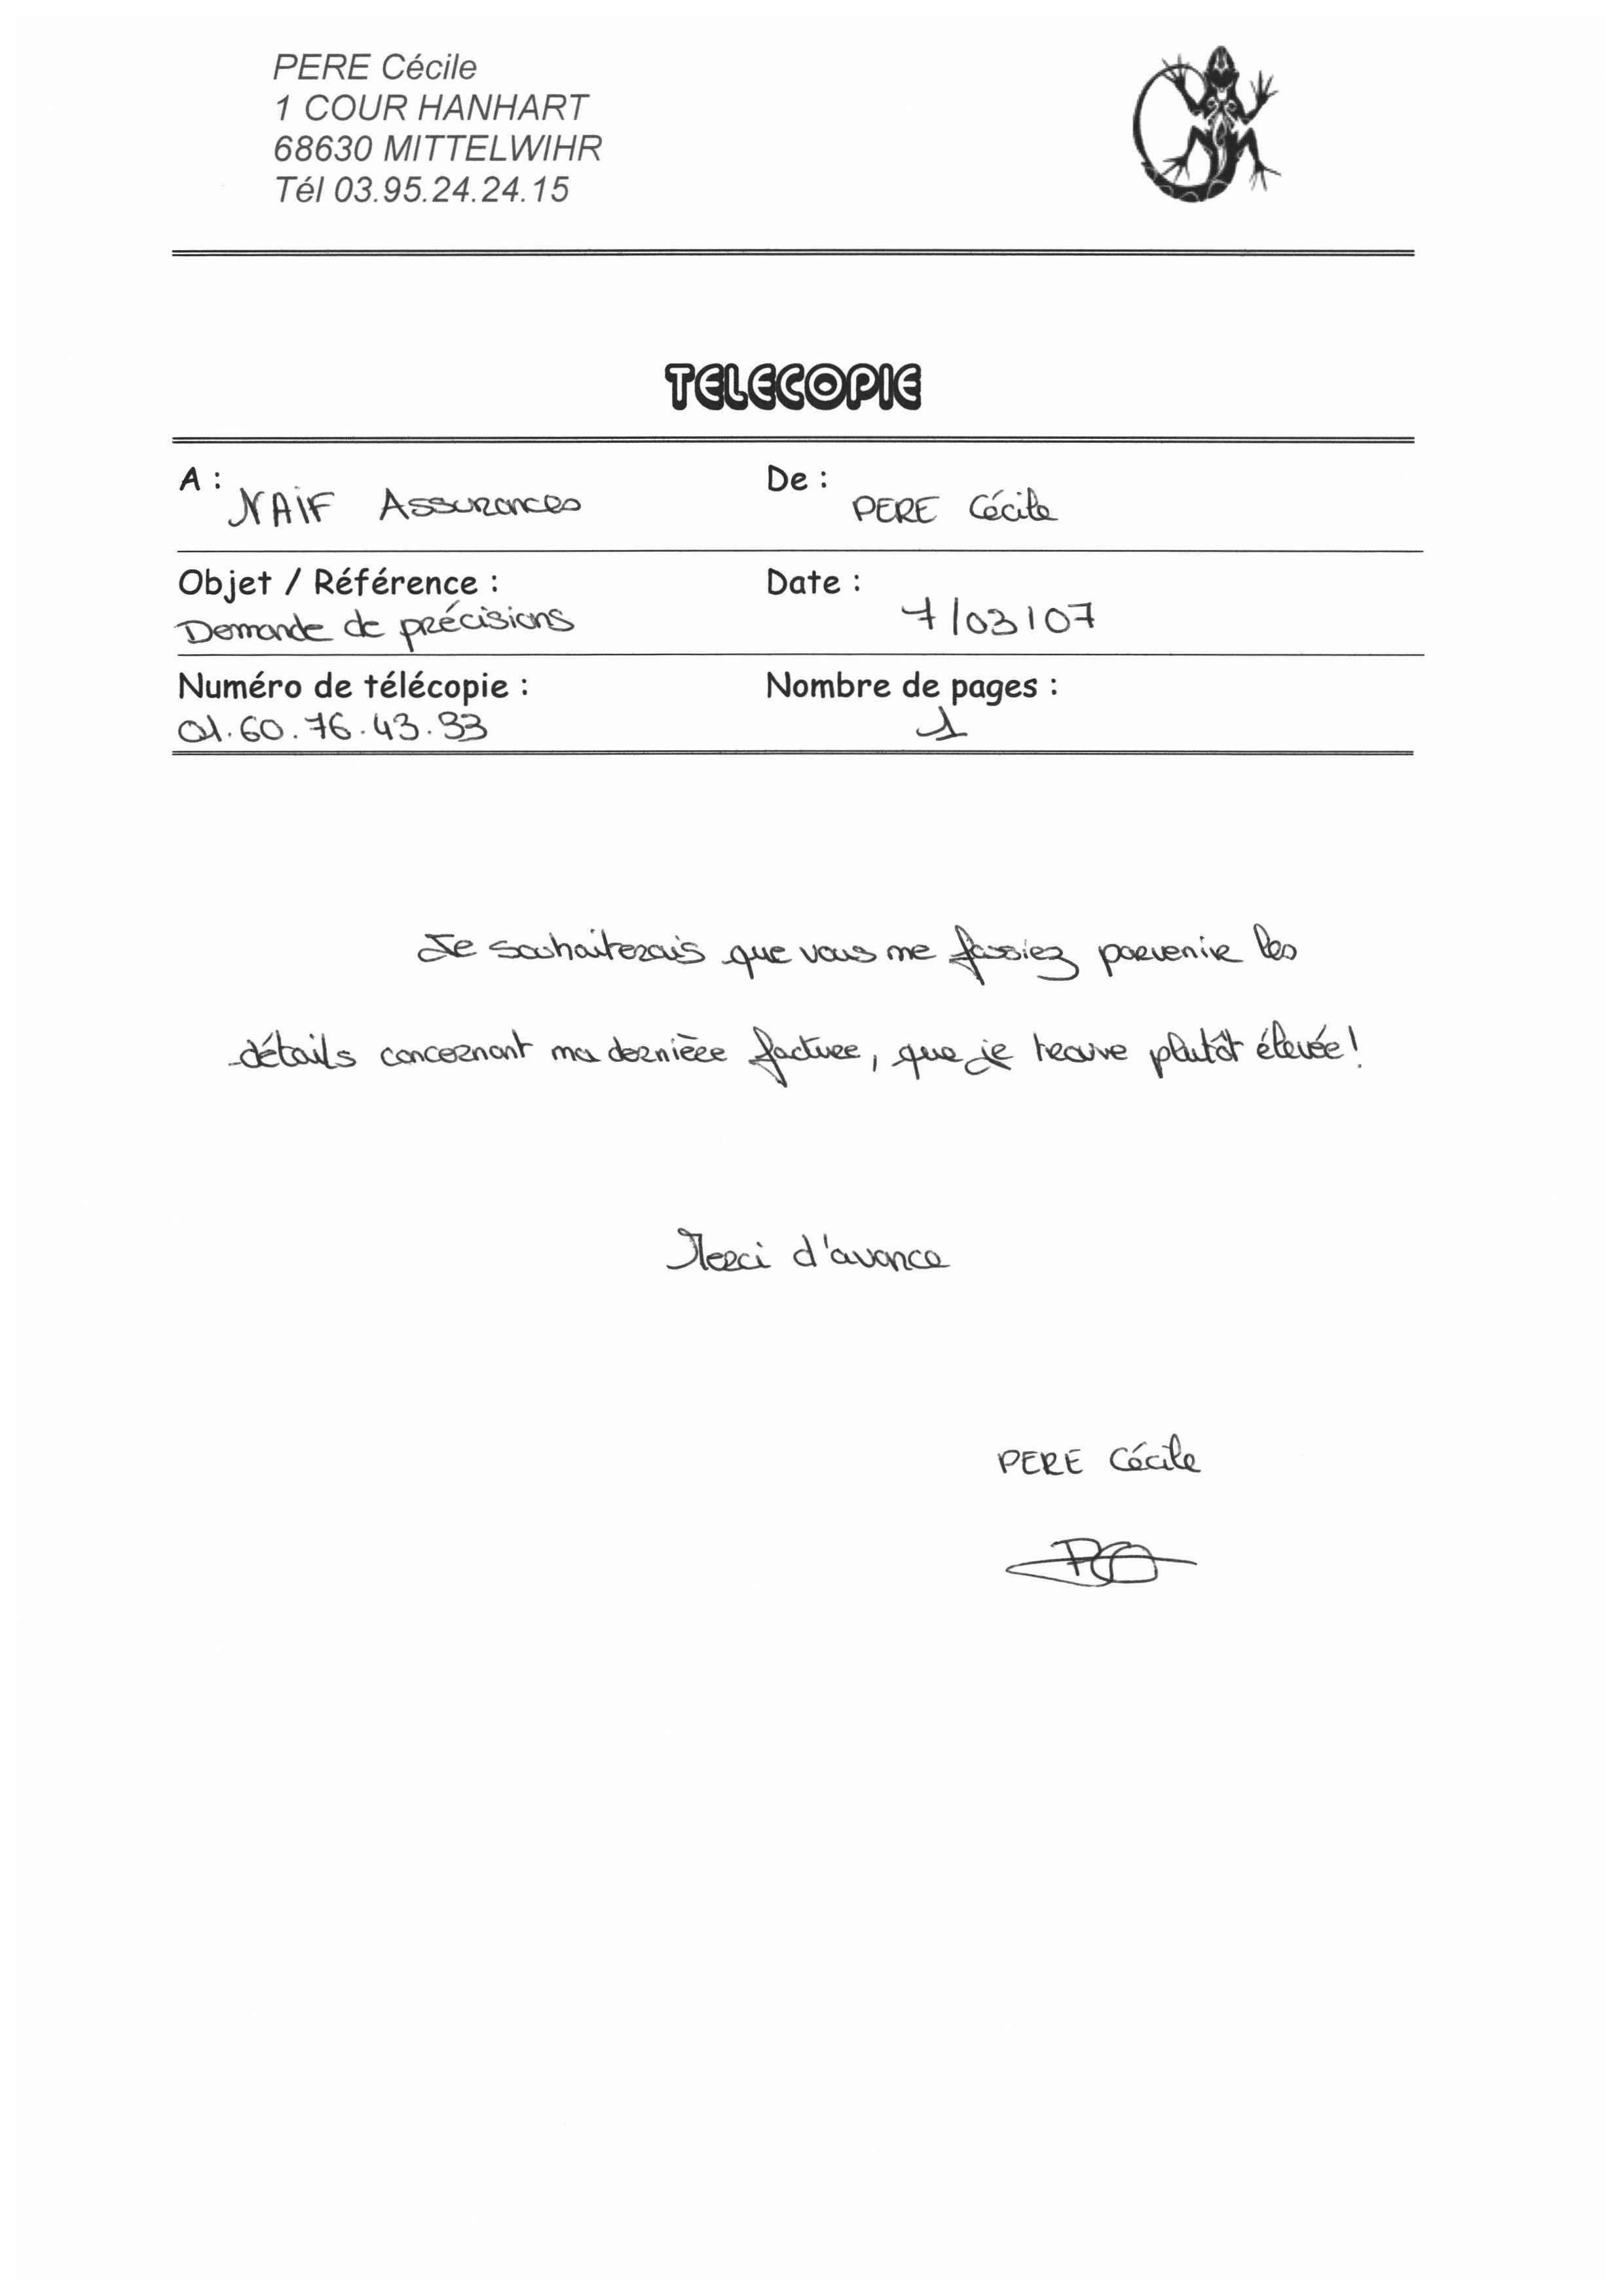 PERE Cécile
1 COUR HANHART
68630 MITTELWIHR
Tél 03.95.24.24.15
TELECOPIE
A : NAIF Assurances
De : PERE Cécile
Objet / Référence :
Demande de précisions
Date : 7/03/07
Numéro de télécopie :
01.60.76.43.93
Nombre de pages :
1
Je souhaiterais que vous me fassiez parvenir les
détails concernant ma dernière facture, que je trouve plutôt élevée !
Merci d'avance
PERE Cécile